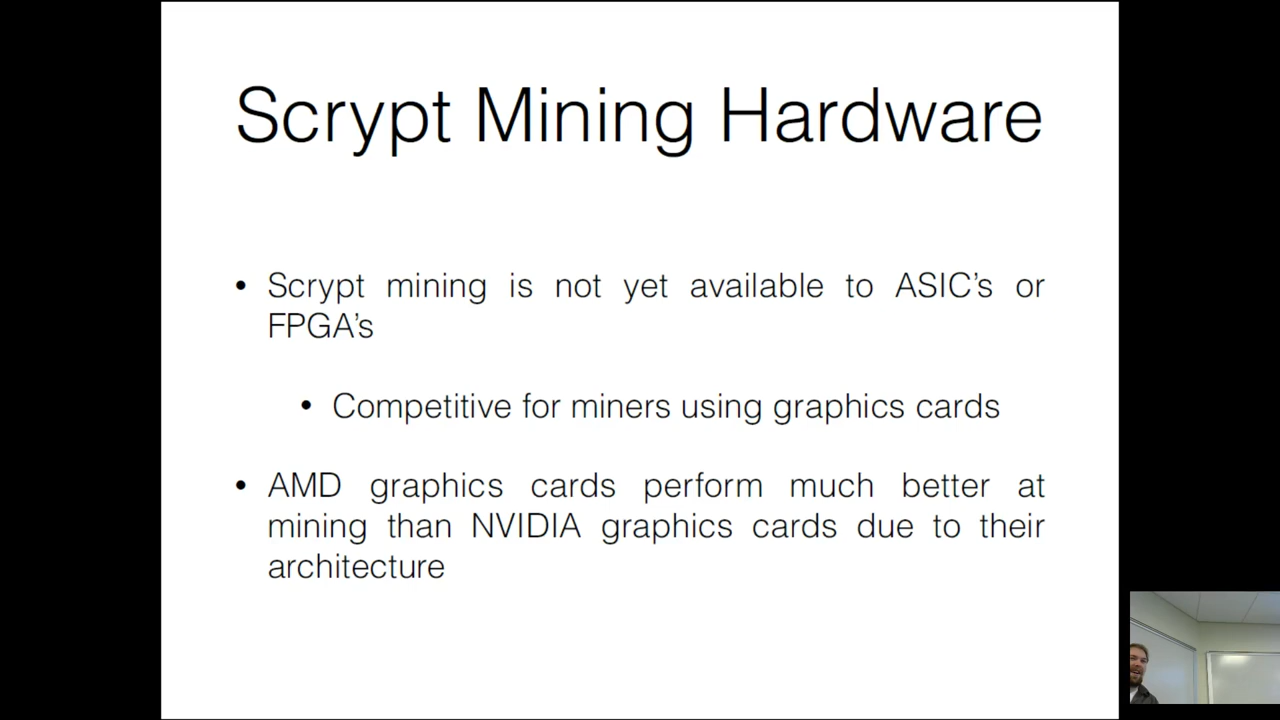 Scrypt Mining Hardware
• Scrypt mining is not yet available to ASIC’s or
FPGA’s
• Competitive for miners using graphics cards
• AMD graphics cards perform much better at
mining than NVIDIA graphics cards due to their
architecture